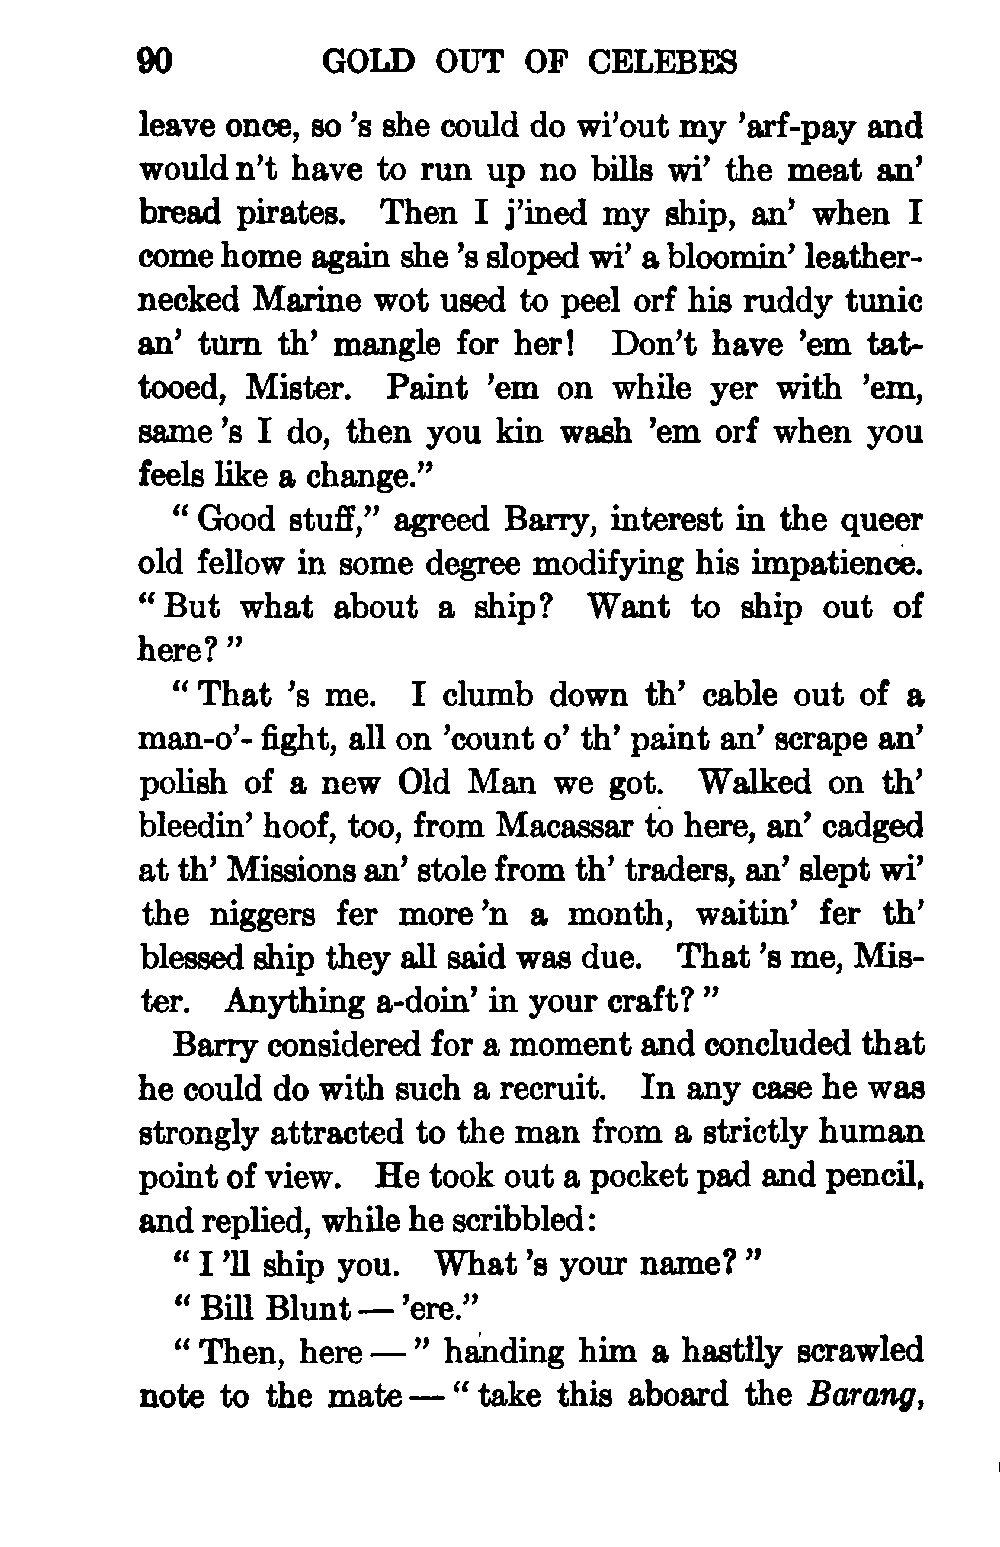 90 GOLD OUT OF CELEBES
leave once, so 's she could do wi'out my 'arf-pay and
would n't have to run up no bills wi' the meat an'
bread pirates. Then I j'ined my ship, an' when I
come home again she 's sloped wi' a bloomin' leather-
necked Marine wot used to peel orf his ruddy tunic
an' turn th' mangle for her! Don't have 'em tat-
tooed, Mister. Paint 'em on while yer with 'em,
same 's I do, then you kin wash 'em orf when you
feels like a change."
"Good stuff," agreed Barry, interest in the queer
old fellow in some degree modifying his impatience.
"But what about a ship? Want to ship out of
here?"
"That 's me. I clumb down th' cable out of a
man-o'-fight, all on 'count o' th' paint an' scrape an'
polish of a new Old Man we got. Walked on th'
bleedin' hoof, too, from Macassar to here, an' cadged
at th' Missions an' stole from th' traders, an' slept wi'
the niggers fer more 'n a month, waitin' fer th'
blessed ship they all said was due. That 's me, Mis-
ter. Anything a-doin' in your craft?"
Barry considered for a moment and concluded that
he could do with such a recruit. In any case he was
strongly attracted to the man from a strictly human
point of view. He took out a pocket pad and pencil,
and replied, while he scribbled:
"I 'll ship you. What 's your name?"
"Bill Blunt — 'ere."
"Then, here —" handing him a hastily scrawled
note to the mate — "take this aboard the Barang,